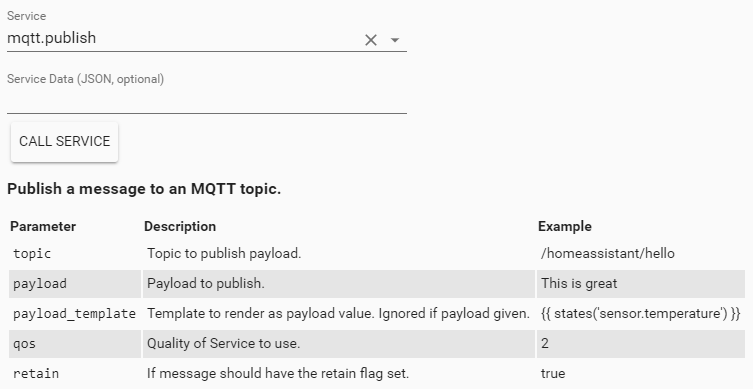 Service
mqtt.publish
Service Data (JSON, optional)
CALL SERVICE
Publish a message to an MQTT topic.
Parameter Description Example
topic Topic to publish payload. /homeassistant/hello
payload Payload to publish. This is great
payload_template Template to render as payload value. Ignored if payload given. {{ states('sensor.temperature') }}
qos Quality of Service to use. 2
retain If message should have the retain flag set. true